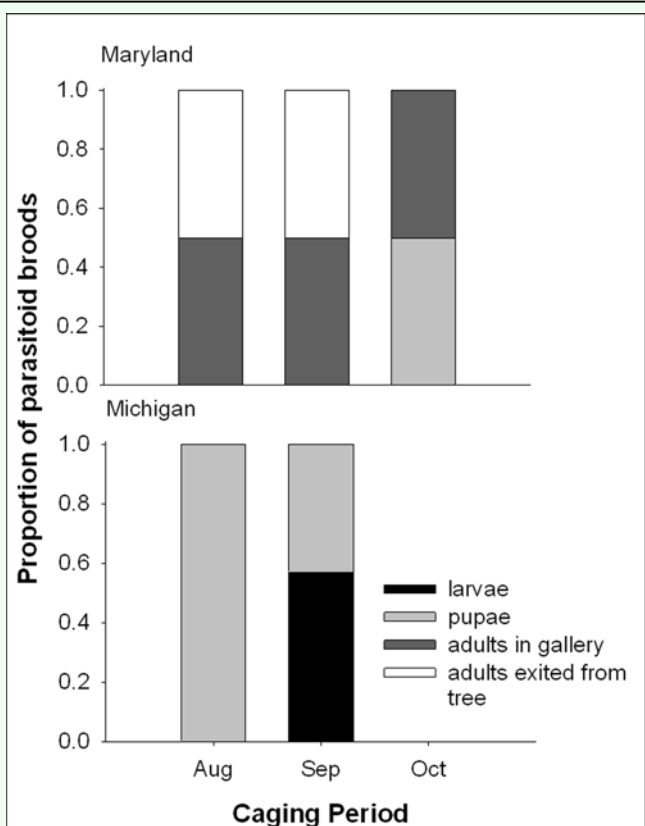 Maryland
1.0
0.8
0.6
0.4
0.2
0.0
Michigan
1.0
0.8
0.6
0.4
0.2
0.0
Proportion of parasitoid broods
larvae
pupae
adults in gallery
adults exited from
tree
Aug Sep Oct
Caging Period